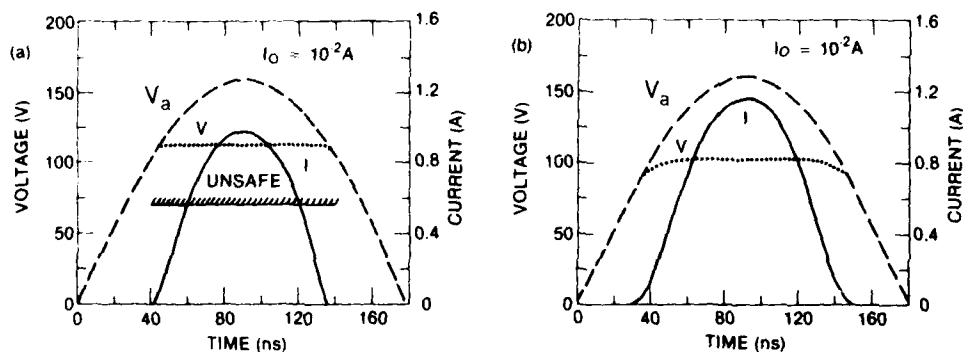 (a)
VOLTAGE (V)
200
150
100
50
0
I₀ = 10⁻²A
Vₐ
V
I
UNSAFE
1.6
1.2
0.8
0.4
0
CURRENT (A)
0 40 80 120 160
TIME (ns)
(b)
VOLTAGE (V)
200
150
100
50
0
I₀ = 10⁻²A
Vₐ
V
I
1.6
1.2
0.8
0.4
0
CURRENT (A)
0 40 80 120 160
TIME (ns)